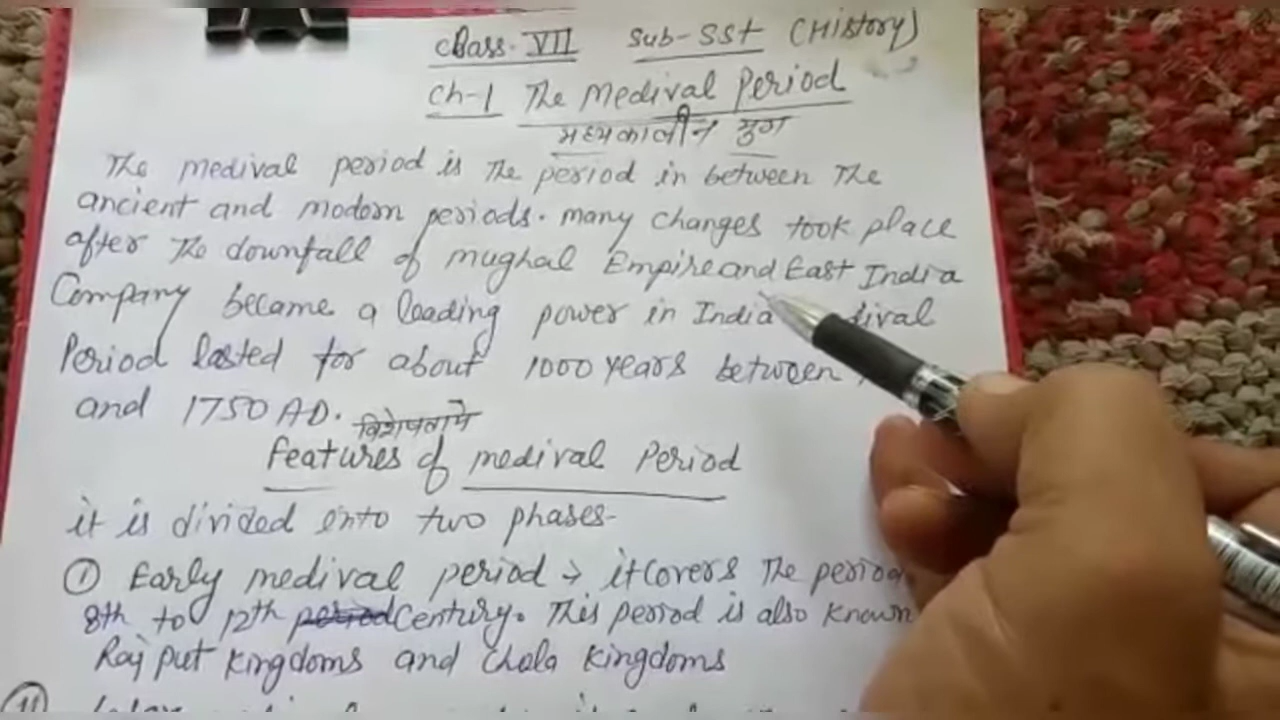 Class-VII Sub-SSt (History)
Ch-1 The Medival Period
मध्यकालीन युग
The medival period is The period in between The
ancient and modorn periods. many changes took place
after The downfall of mughal Empire and East India
Company became a leading power in India
Period lasted for about 1000 years between
and 1750 AD.
विशेषताये
Features of medival Period
it is divided into two phases-
① Early medival period → it Covers The period
8th to 12th Century. This period is also known
Rajput Kingdoms and Chola Kingdoms